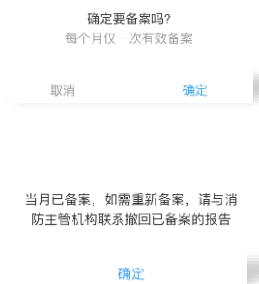 确定要备案吗？
每个月仅一次有效备案
取消 确定
当月已备案，如需重新备案，请与消
防主管机构联系撤回已备案的报告
确定